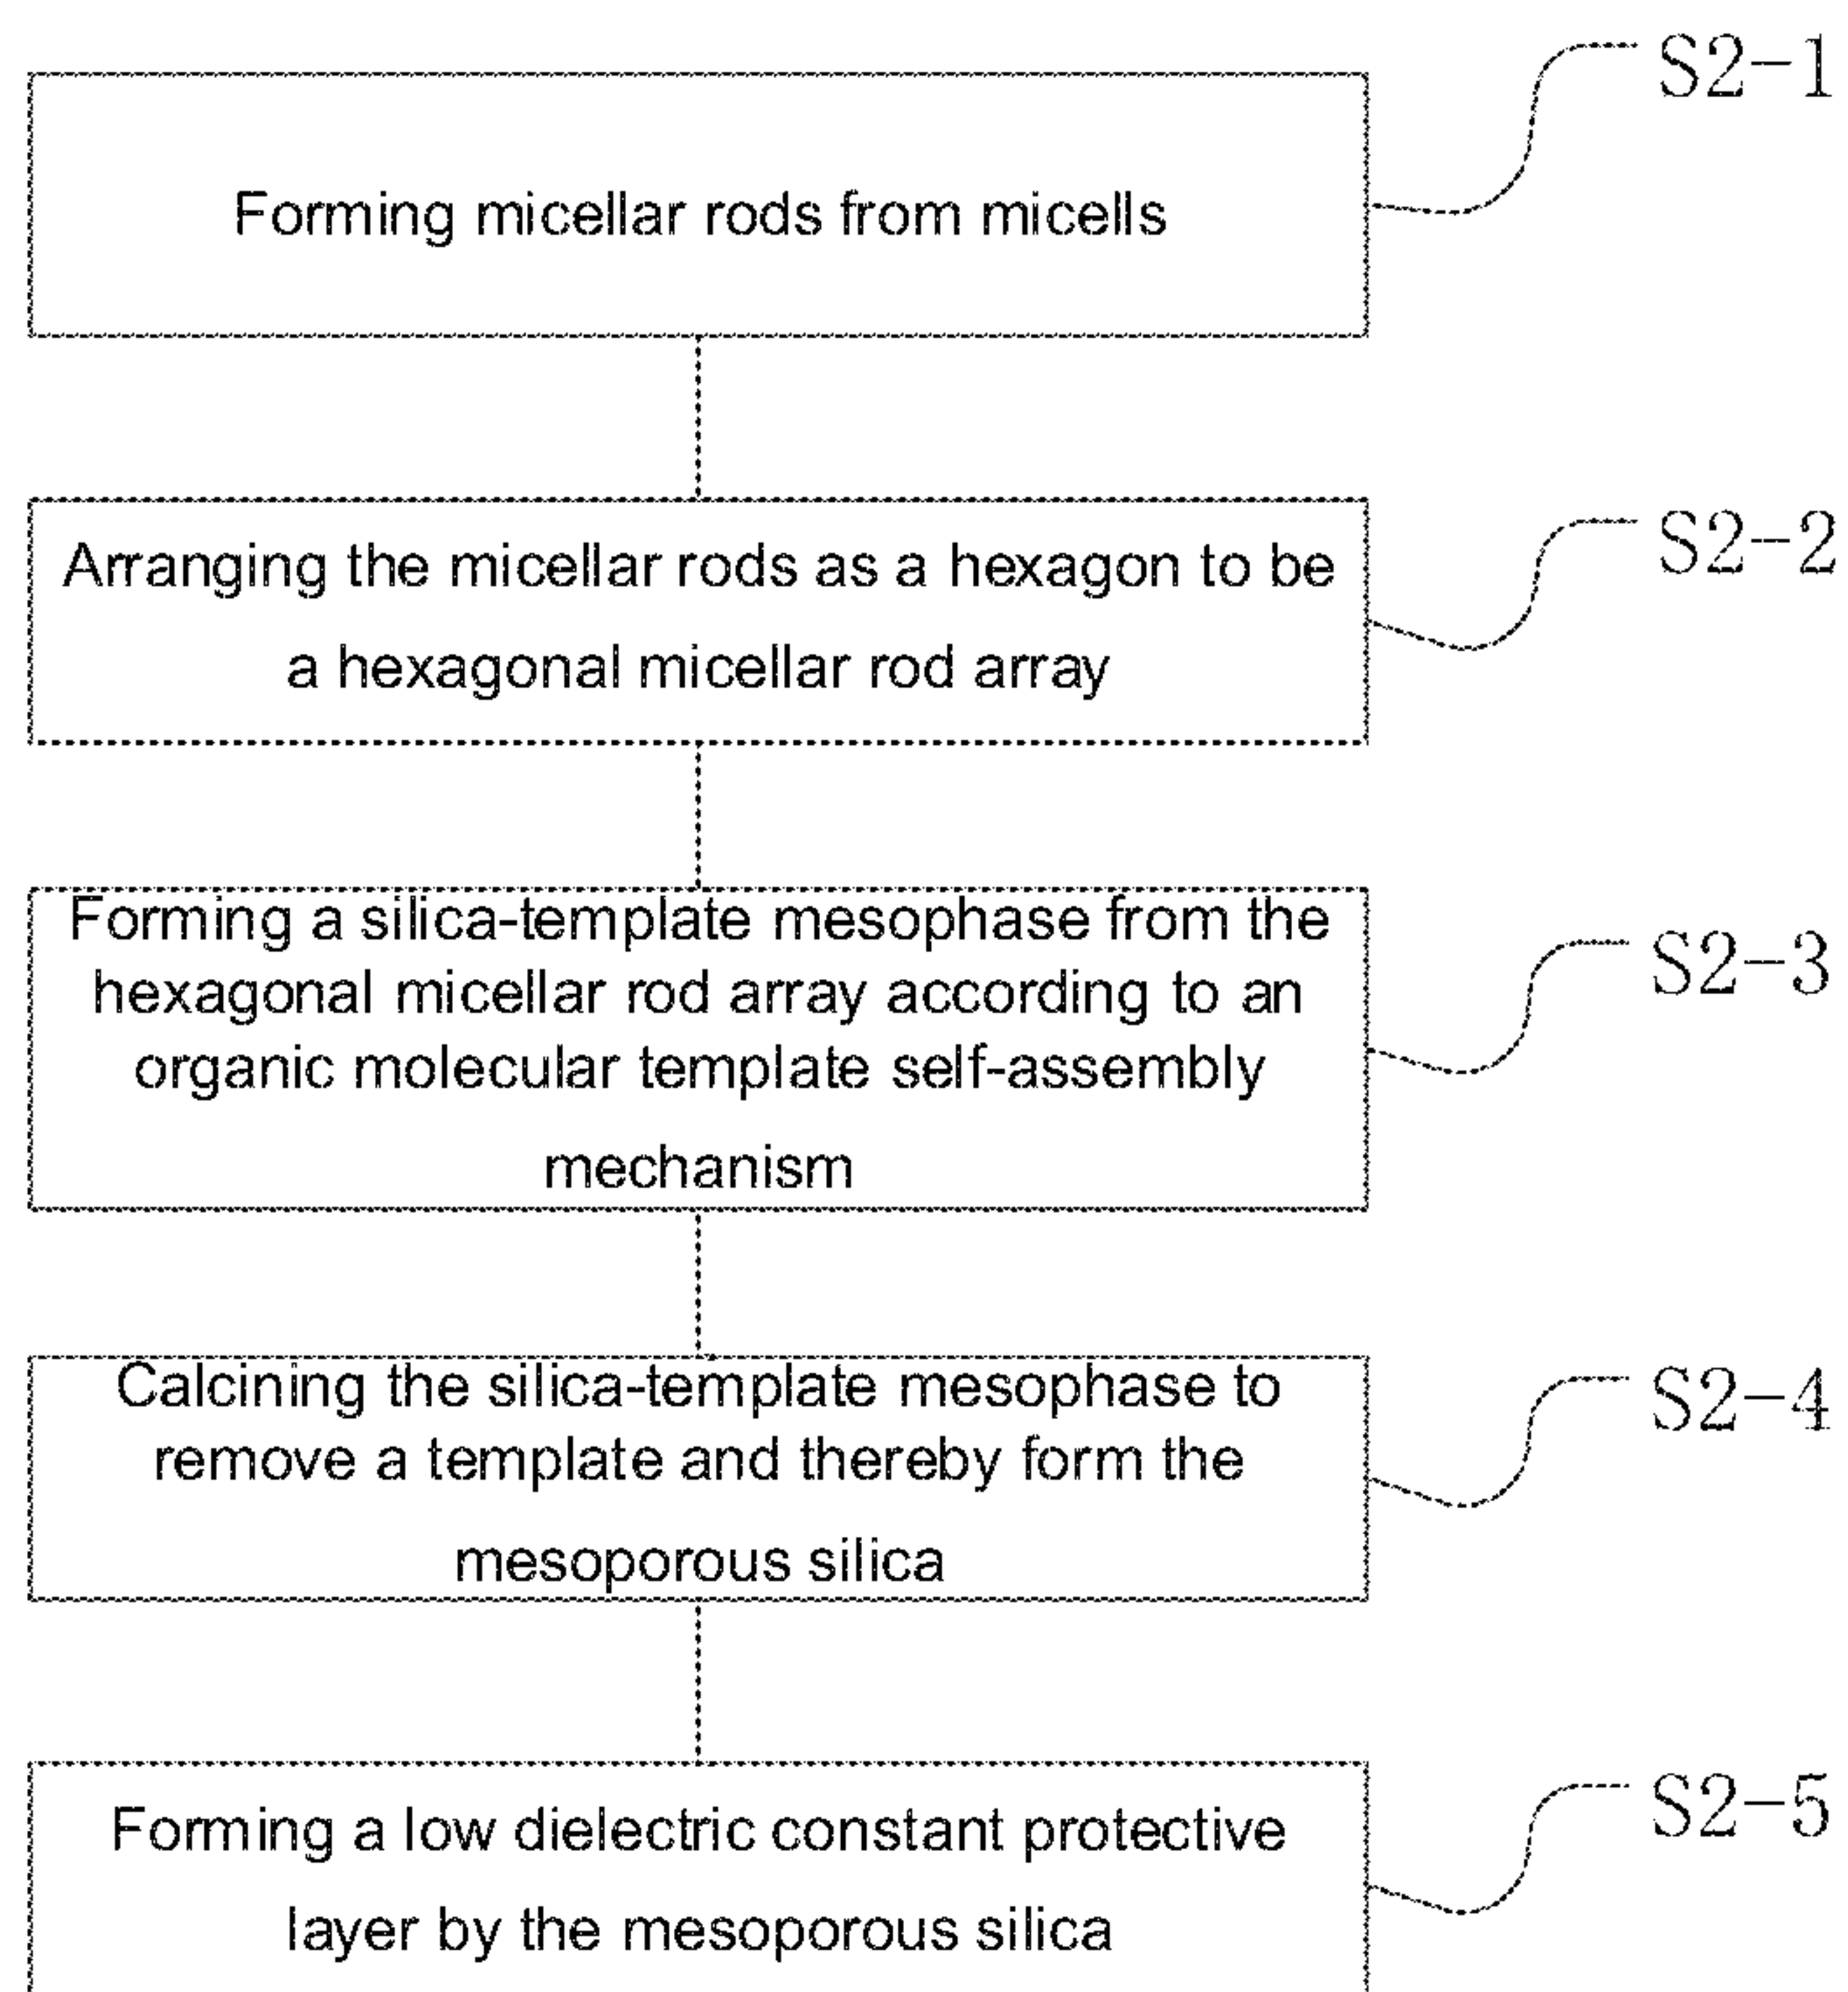 S2-1
Forming micellar rods from micells
S2-2
Arranging the micellar rods as a hexagon to be
a hexagonal micellar rod array
Forming a silica-template mesophase from the
S2-3
hexagonal micellar rod array according to an
organic molecular template self-assembly
mechanism
Calcining the silica-template mesophase to
S2-4
remove a template and thereby form the
mesoporous silica
S2-5
Forming a low dielectric constant protective
layer by the mesoporous silica